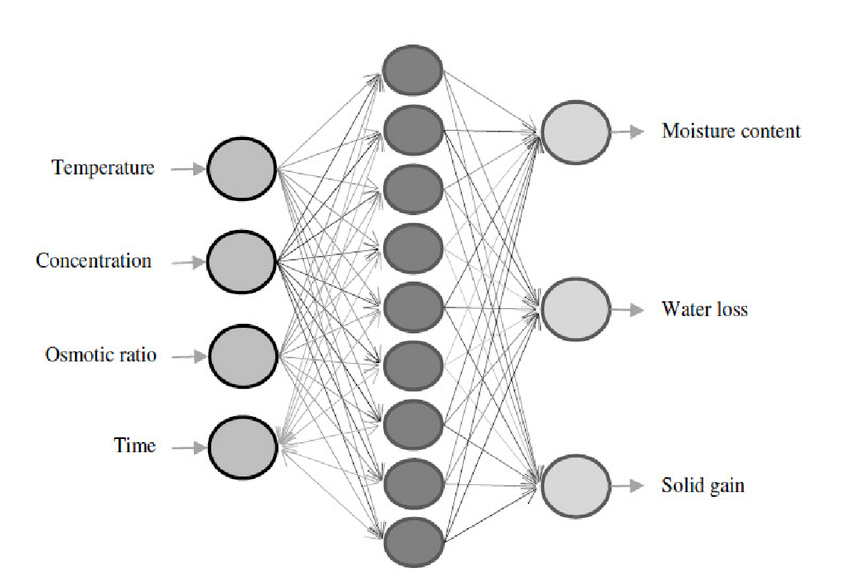 Temperature
Concentration
Osmotic ratio
Time
Moisture content
Water loss
Solid gain